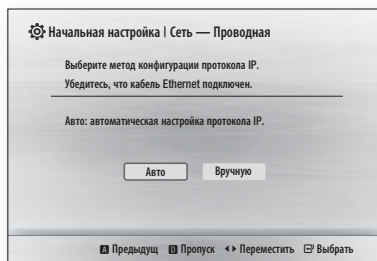 Начальная настройка | Сеть — Проводная
Выберите метод конфигурации протокола IP.
Убедитесь, что кабель Ethernet подключен.
Авто: автоматическая настройка протокола IP.
Авто Вручную
A Предыдущ D Пропуск Переместить Выбрать